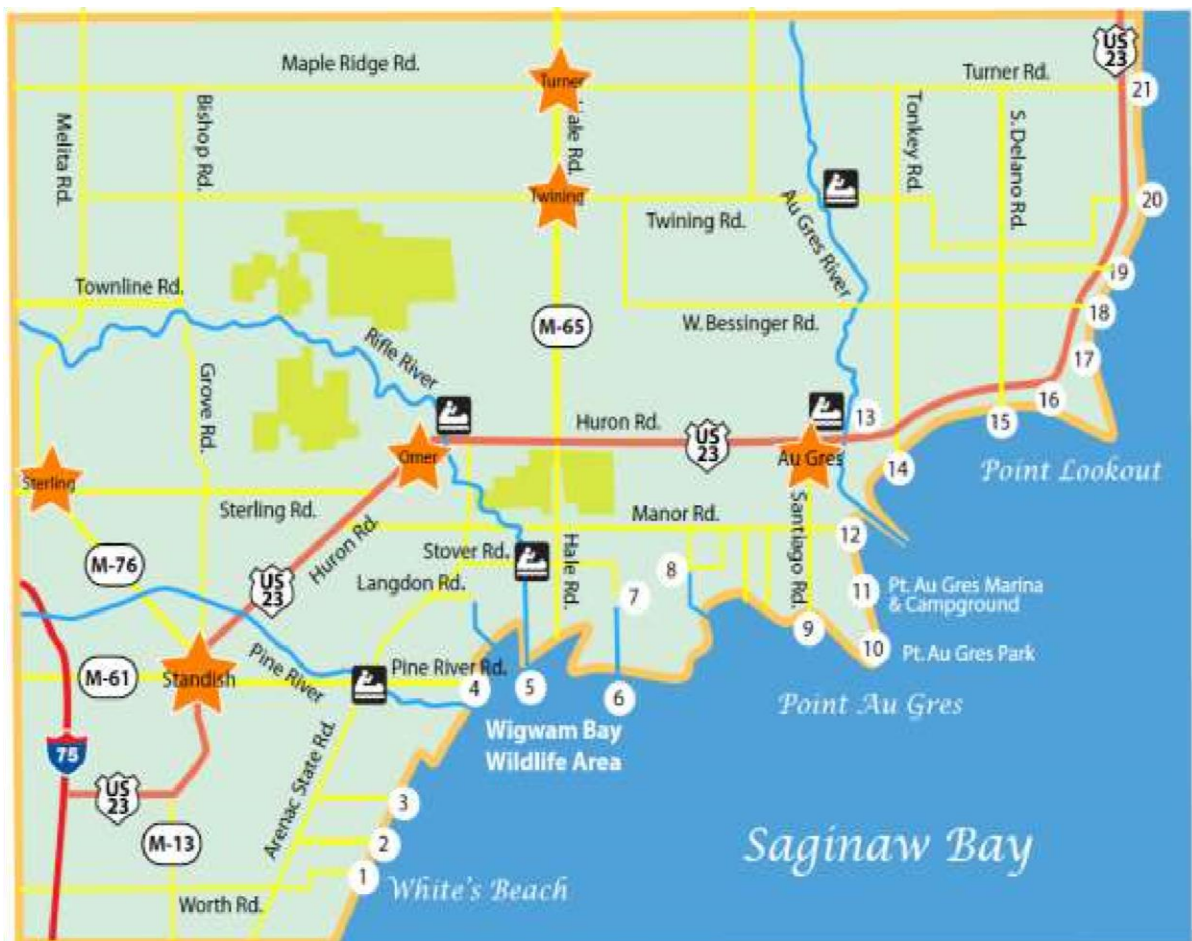 US
23
Maple Ridge Rd.
Turner
Turner Rd.
21
Melita Rd.
Bishop Rd.
Hale Rd.
Tonkey Rd.
S. Delano Rd.
Twining
Twining Rd.
Au Gres River
20
19
Townline Rd.
M-65
W. Bessinger Rd.
18
Rifle River
17
Grove Rd.
Huron Rd.
US
23
13
16
15
Omer
Au Gres
14
Point Lookout
Sterling
Sterling Rd.
Huron Rd.
Manor Rd.
Santiago Rd.
12
M-76
US
23
Stover Rd.
Langdon Rd.
Hale Rd.
8
7
11
Pt. Au Gres Marina
& Campground
9
10
Pt. Au Gres Park
M-61
Standish
Pine River
Pine River Rd.
4
5
6
Point Au Gres
Wigwam Bay
Wildlife Area
75
US
23
Arenac State Rd.
3
M-13
2
Saginaw Bay
1
White's Beach
Worth Rd.